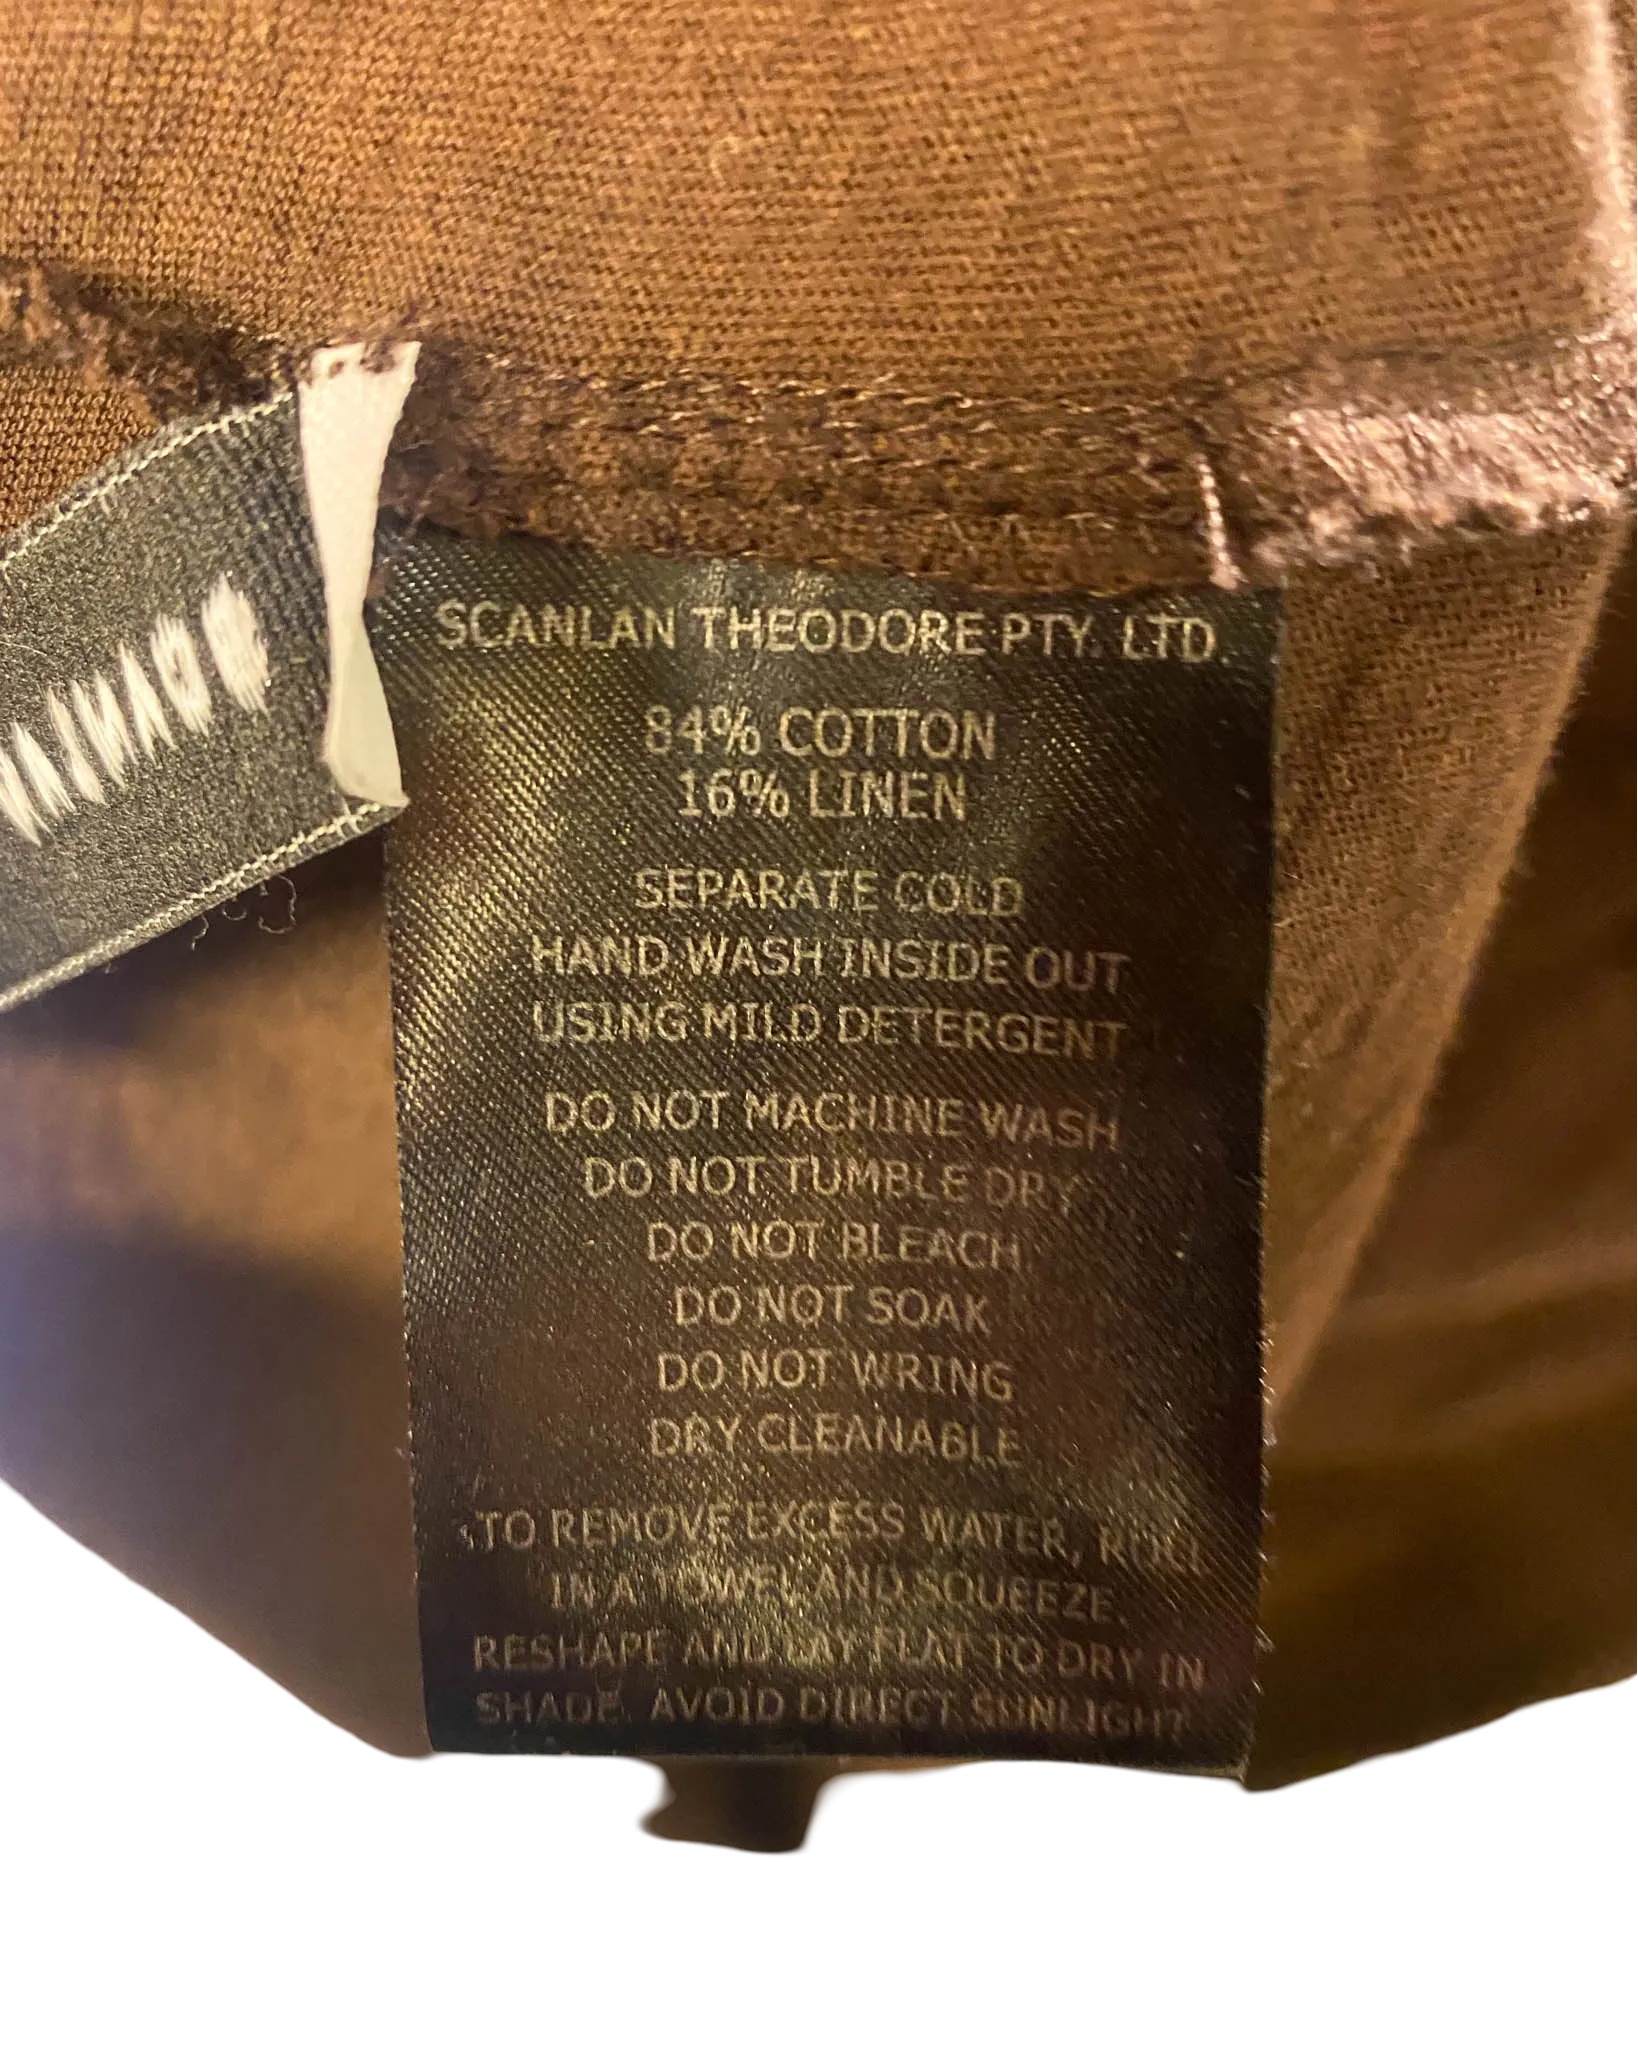 SCANLAN THEODORE PTY. LTD.
84% COTTON
16% LINEN
SEPARATE COLD
HAND WASH INSIDE OUT
USING MILD DETERGENT
DO NOT MACHINE WASH
DO NOT TUMBLE DRY
DO NOT BLEACH
DO NOT SOAK
DO NOT WRING
DRY CLEANABLE
TO REMOVE EXCESS WATER, ROLL
IN A TOWEL AND SQUEEZE.
RESHAPE AND LAY FLAT TO DRY IN
SHADE. AVOID DIRECT SUNLIGHT